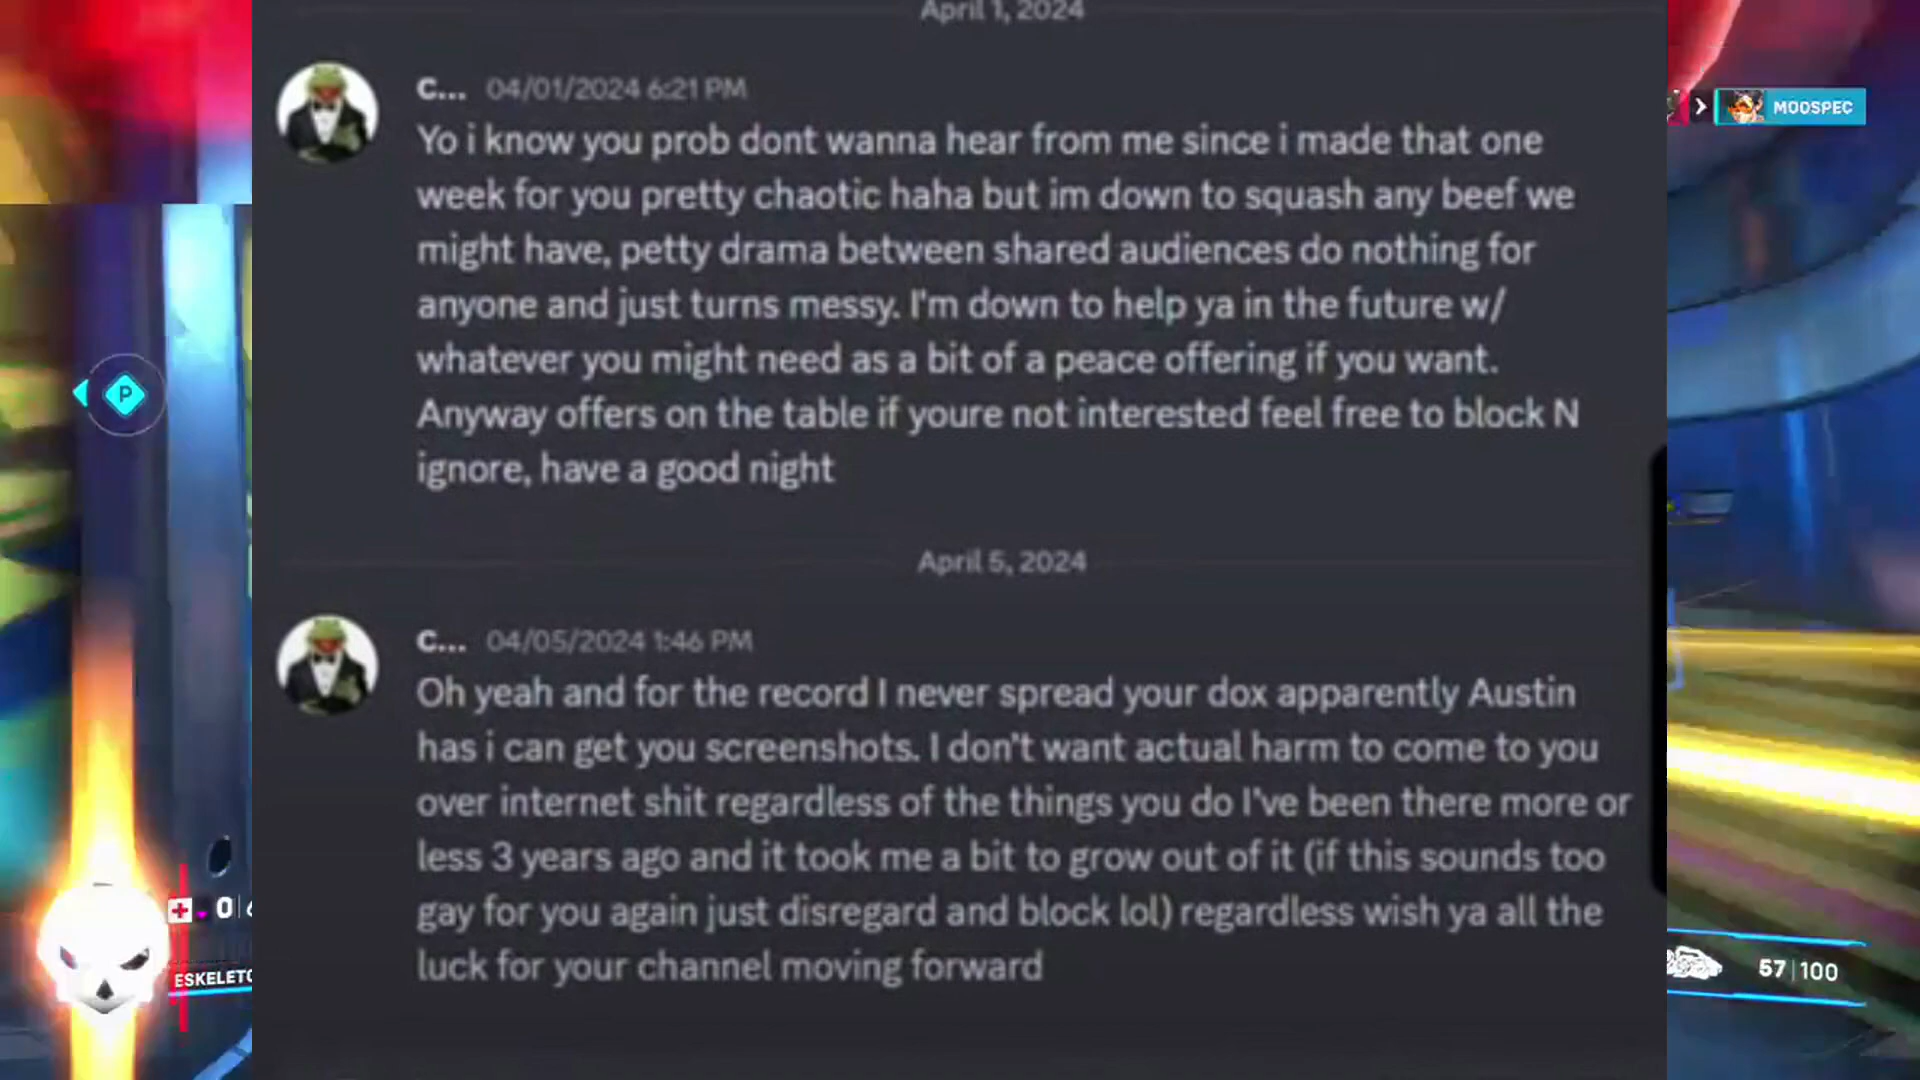 April 1, 2024
C... 04/01/2024 6:21 PM
Yo i know you prob dont wanna hear from me since i made that one
week for you pretty chaotic haha but im down to squash any beef we
might have, petty drama between shared audiences do nothing for
anyone and just turns messy. I'm down to help ya in the future w/
whatever you might need as a bit of a peace offering if you want.
Anyway offers on the table if youre not interested feel free to block N
ignore, have a good night
April 5, 2024
C... 04/05/2024 1:46 PM
Oh yeah and for the record I never spread your dox apparently Austin
has i can get you screenshots. I don't want actual harm to come to you
over internet shit regardless of the things you do I've been there more or
less 3 years ago and it took me a bit to grow out of it (if this sounds too
gay for you again just disregard and block lol) regardless wish ya all the
luck for your channel moving forward
MOOSPEC
P
0
ESKELETO
57|100